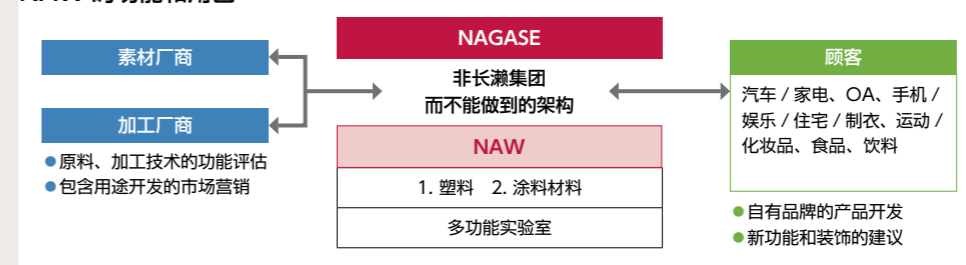 素材厂商
加工厂商
●原料、加工技术的功能评估
●包含用途开发的市场营销
NAGASE
非长濑集团
而不能做到的架构
NAW
1. 塑料 2. 涂料材料
多功能实验室
顾客
汽车 / 家电、OA、手机 /
娱乐 / 住宅 / 制衣、运动 /
化妆品、食品、饮料
●自有品牌的产品开发
●新功能和装饰的建议